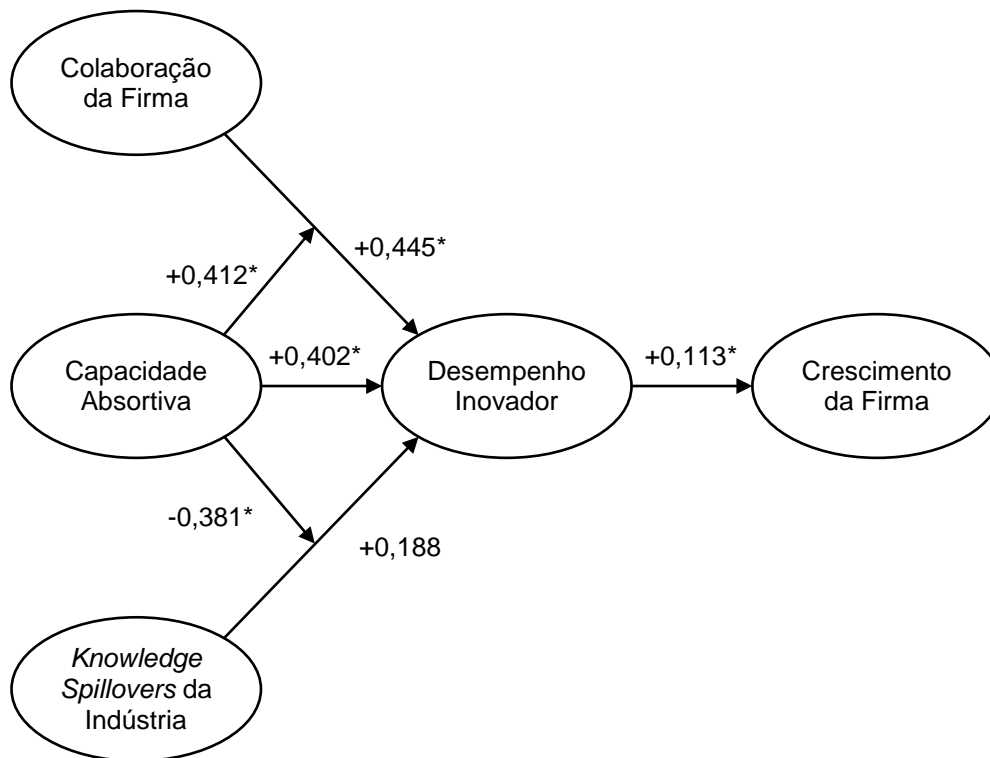 Colaboração
da Firma
+0,445*
+0,412*
Capacidade
Absortiva
+0,402*
Desempenho
Inovador
+0,113*
Crescimento
da Firma
-0,381*
+0,188
Knowledge
Spillovers da
Indústria